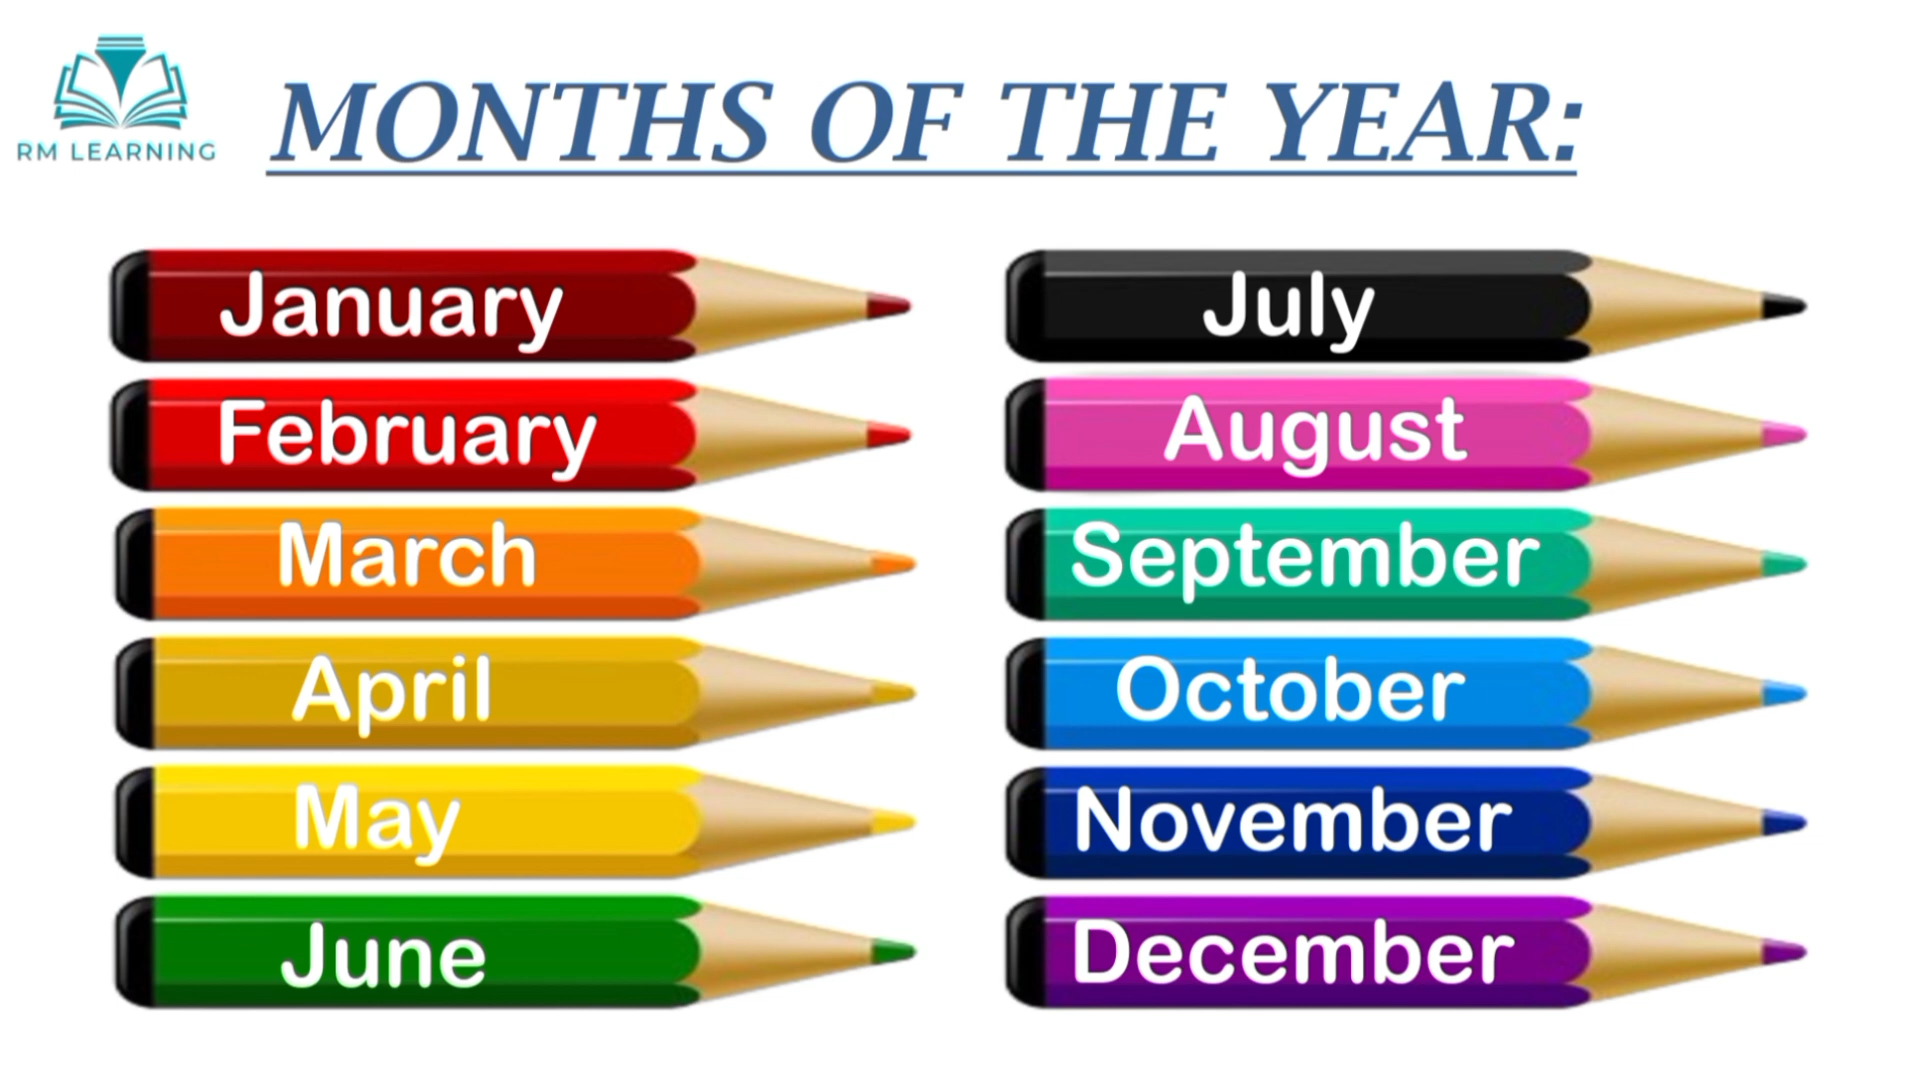 RM LEARNING
MONTHS OF THE YEAR:
January
February
March
April
May
June
July
August
September
October
November
December